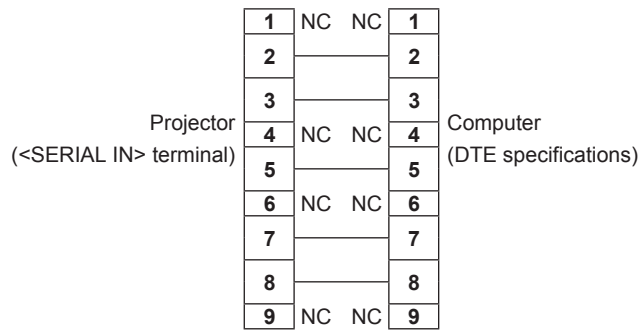 1 NC NC 1
2 2
3 3
Projector
(<SERIAL IN> terminal)
4 NC NC 4
Computer
(DTE specifications)
5 5
6 NC NC 6
7 7
8 8
9 NC NC 9